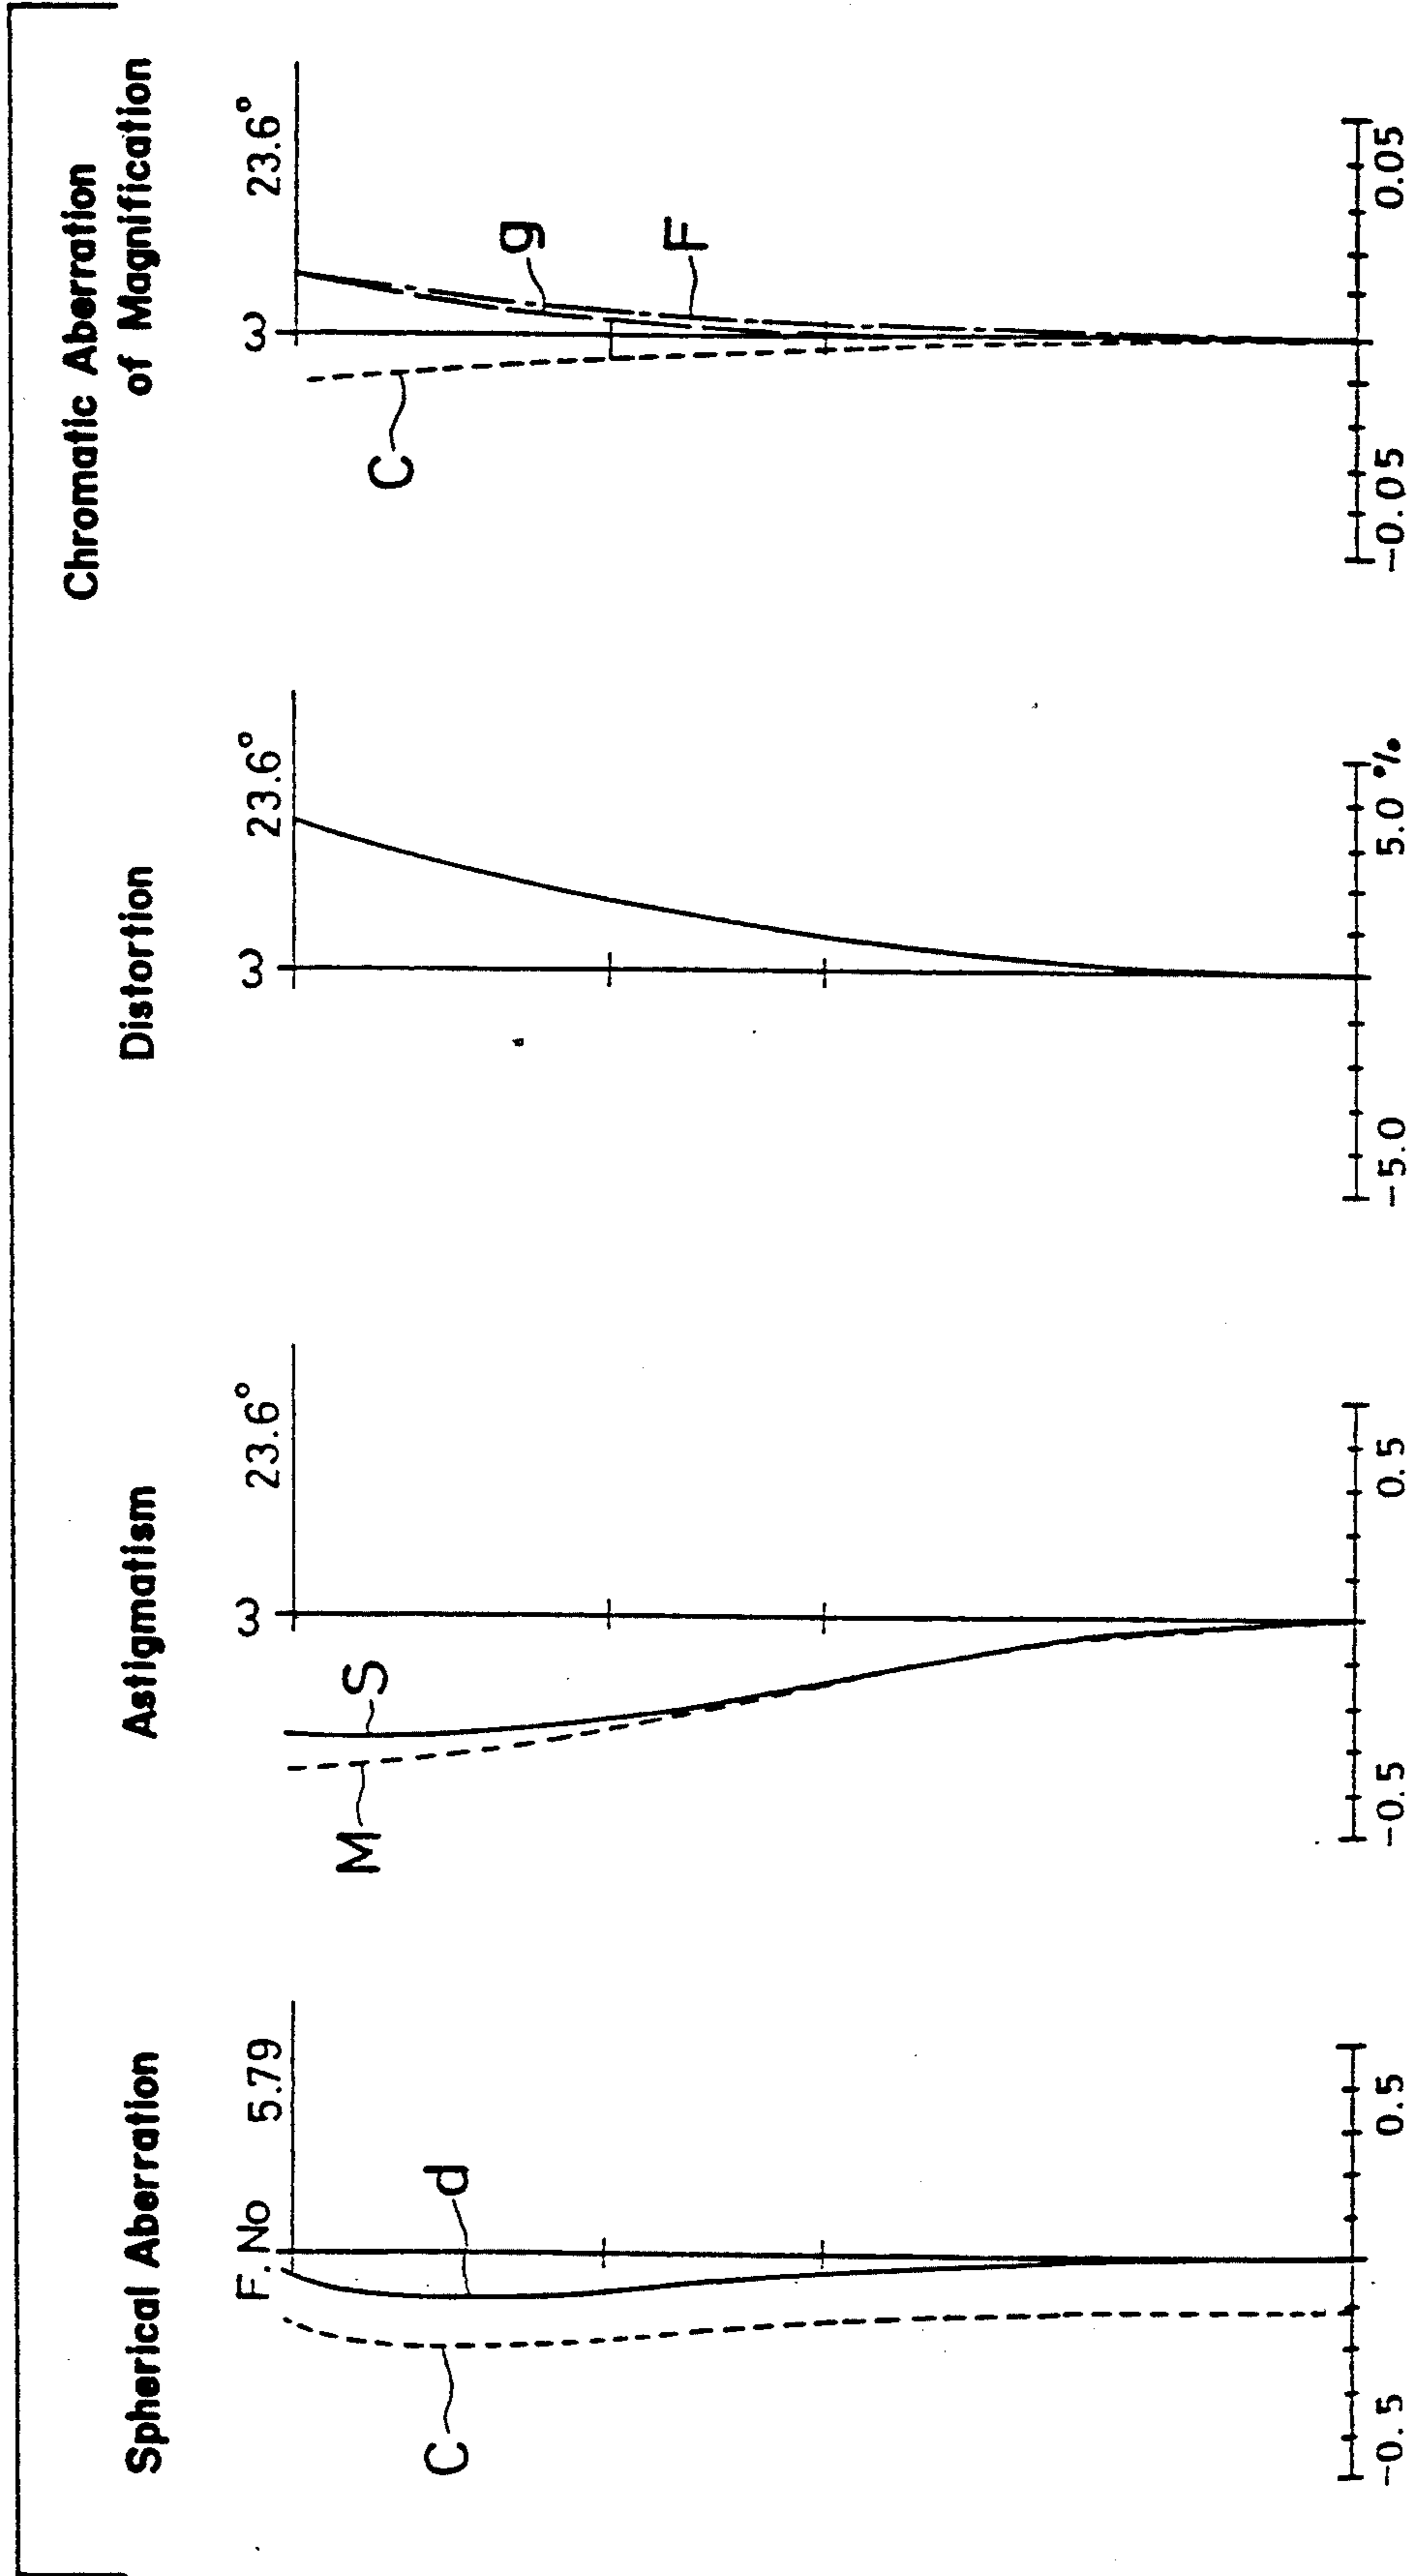 Spherical Aberration
F. No 5.79
d
C
-0.5 0.5
Astigmatism
ω 23.6°
S
M
-0.5 0.5
Distortion
ω 23.6°
-5.0 5.0 %
Chromatic Aberration
of Magnification
ω 23.6°
g
F
C
-0.05 0.05